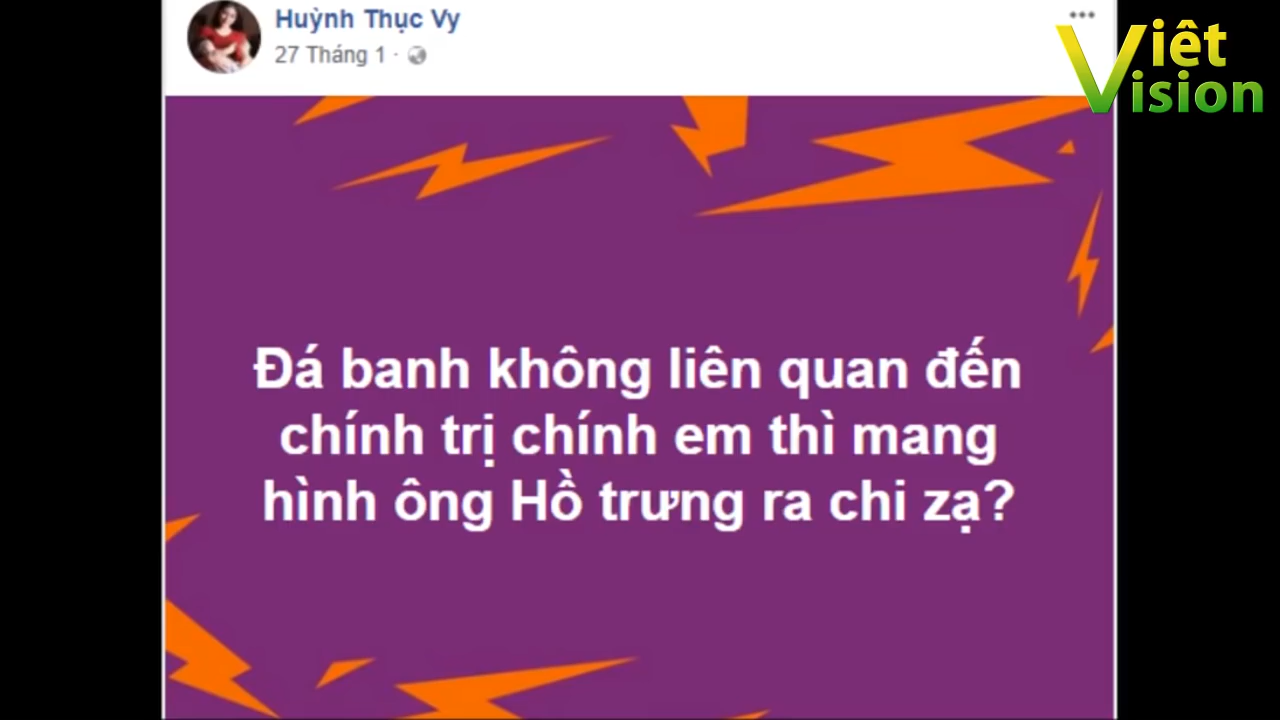 Huỳnh Thục Vy
27 Tháng 1 ·
Việt
Vision
Đá banh không liên quan đến
chính trị chính em thì mang
hình ông Hồ trưng ra chi zạ?